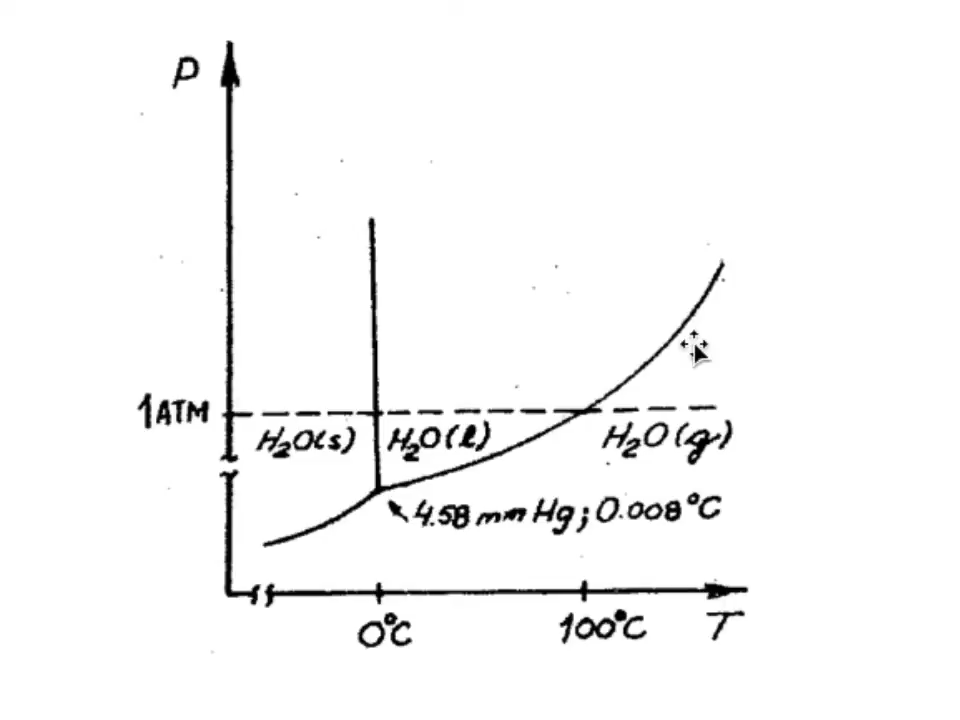 P
1ATM
H₂O(s) H₂O(l) H₂O(g)
4.58 mm Hg; 0.008°C
0°C 100°C T